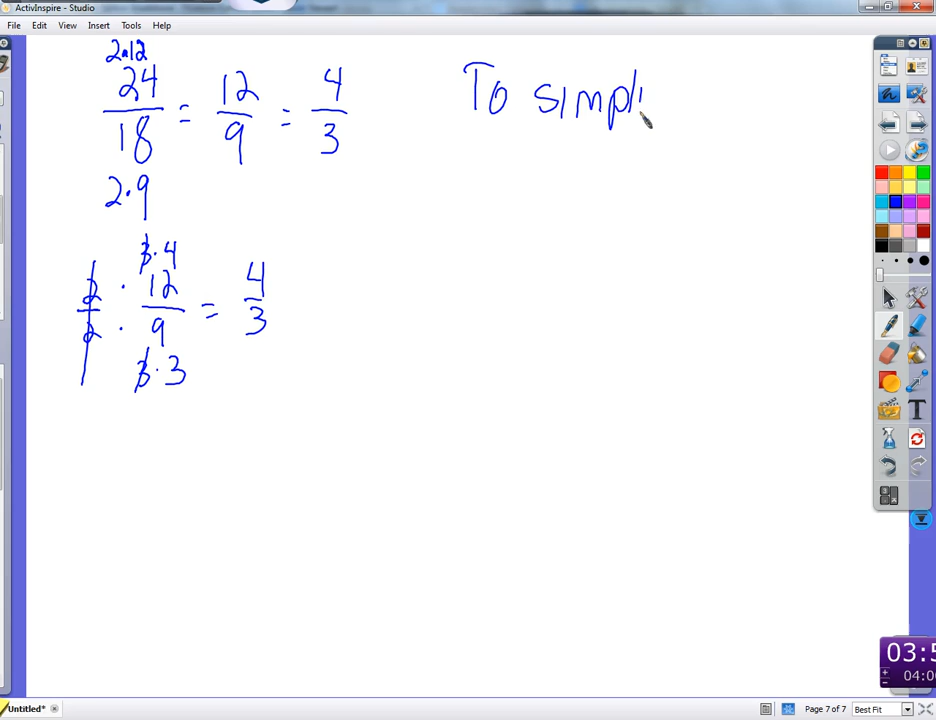 ActivInspire - Studio
File Edit View Insert Tools Help
2·12
24/18 = 12/9 = 4/3
2·9
To simpli
3·4
2/2 · 12/9 = 4/3
3·3
03:5
04:0
Untitled*
Page 7 of 7 Best Fit